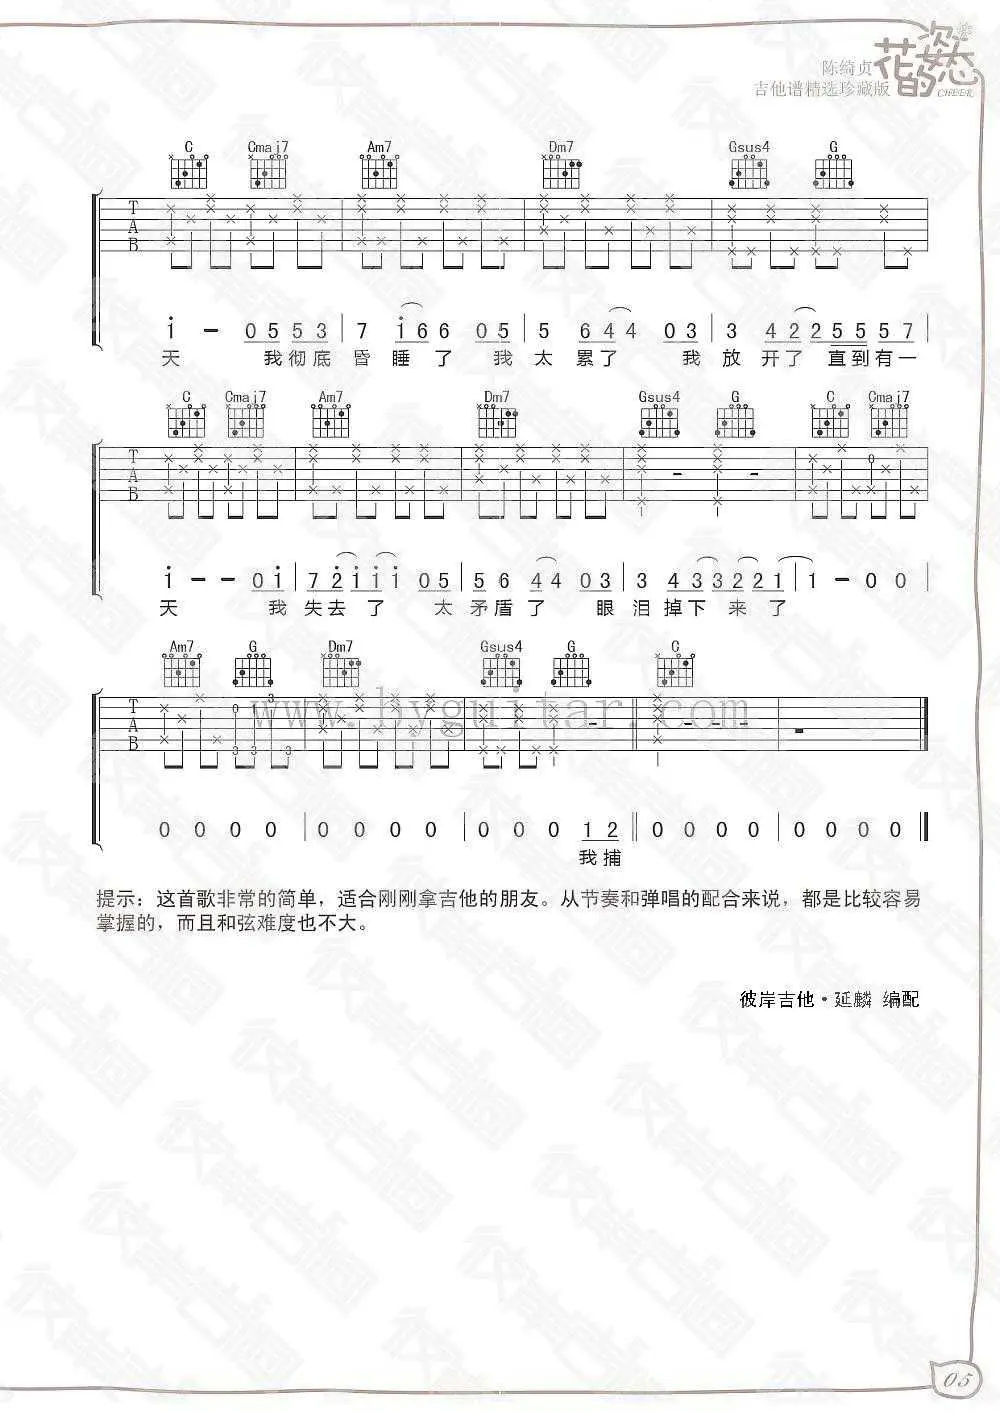 花的姿态
CHEER
陈绮贞
吉他谱精选珍藏版
C Cmaj7 Am7 Dm7 Gsus4 G
T
A
B
1 - 0 5 5 5 3 | 7 1 6 6 0 5 | 5 6 4 4 0 3 | 3 4 2 2 5 5 5 7
天 我彻底 昏睡了 我 太累了 我 放开了 直到有一
C Cmaj7 Am7 Dm7 Gsus4 G C Cmaj7
T
A
B
0
1 - - 0 1 | 7 2 1 1 1 0 5 | 5 6 4 4 0 3 | 3 4 3 3 2 2 1 | 1 - 0 0
天 我 失去了 太 矛盾了 眼 泪掉下来了
Am7 G Dm7 Gsus4 G C
T
A
B
3
0 1
3 3 3
www.byguitar.com
0 0 0 0 | 0 0 0 0 | 0 0 0 1 2 || 0 0 0 0 | 0 0 0 0
我捕
提示：这首歌非常的简单，适合刚刚拿吉他的朋友。从节奏和弹唱的配合来说，都是比较容易
掌握的，而且和弦难度也不大。
彼岸吉他·延麟 编配
05